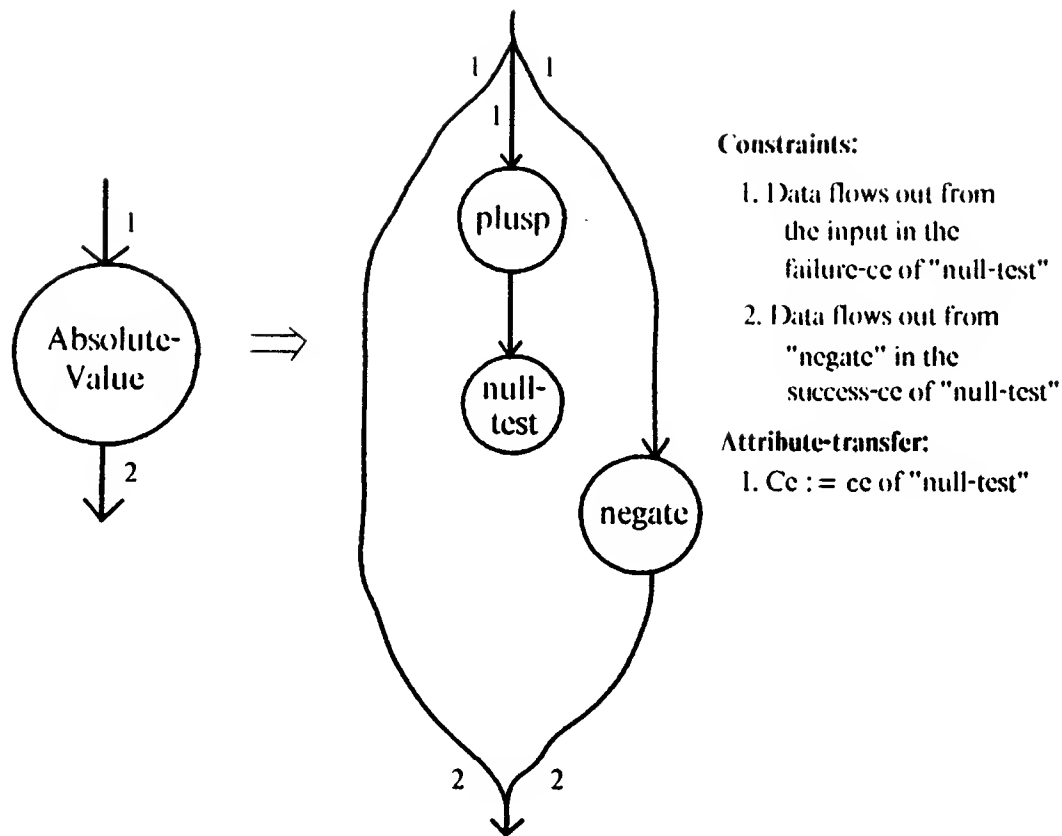 1
Absolute-
Value
2
1
1
1
plusp
null-
test
negate
2
2
Constraints:
1. Data flows out from
the input in the
failure-ce of "null-test"
2. Data flows out from
"negate" in the
success-ce of "null-test"
Attribute-transfer:
1. Ce := ce of "null-test"